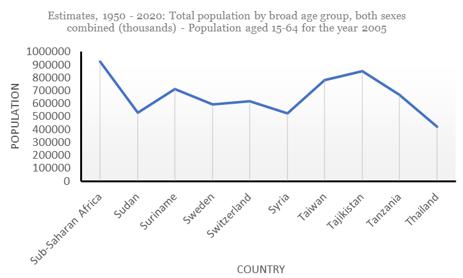 Estimates, 1950 - 2020: Total population by broad age group, both sexes
combined (thousands) - Population aged 15-64 for the year 2005
1000000
900000
800000
700000
600000
500000
400000
300000
200000
100000
0
POPULATION
Sub-Saharan Africa
Sudan
Suriname
Sweden
Switzerland
Syria
Taiwan
Tajikistan
Tanzania
Thailand
COUNTRY